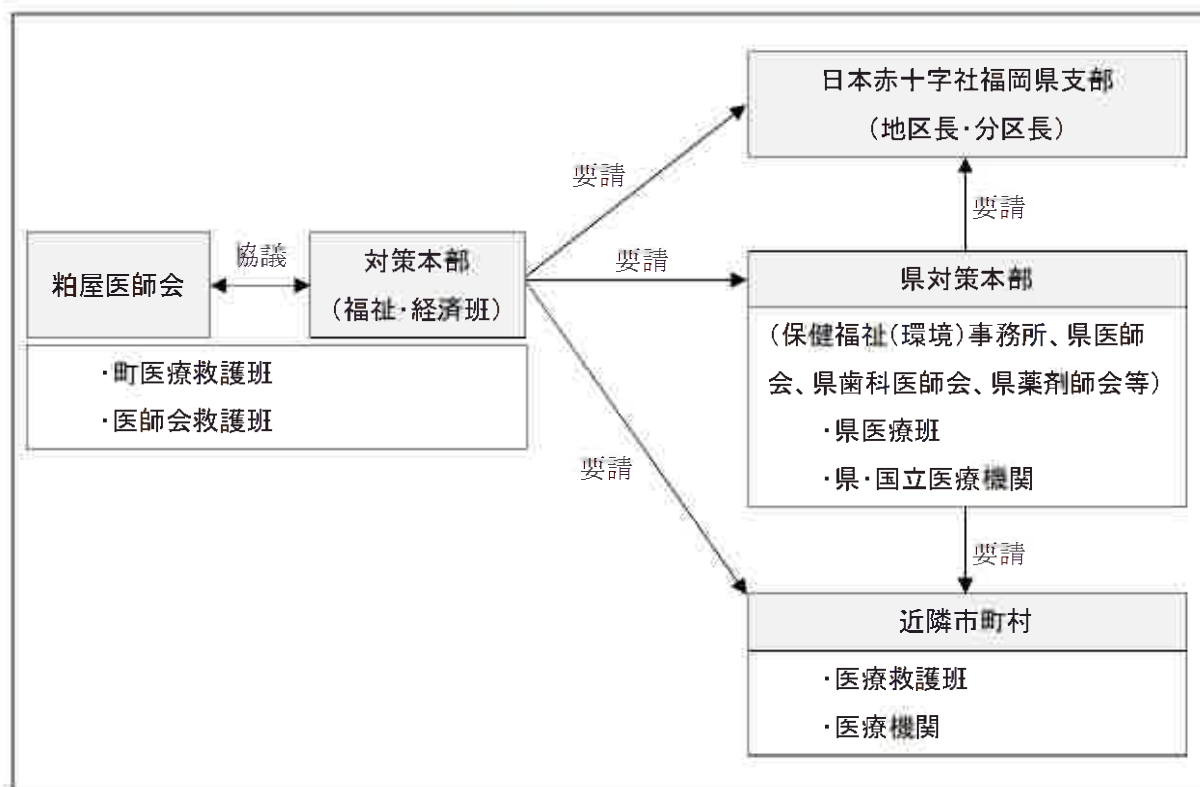 日本赤十字社福岡県支部
（地区長・分区長）
要請
要請
粕屋医師会
協議
対策本部
（福祉・経済班）
要請
県対策本部
（保健福祉（環境）事務所、県医師
会、県歯科医師会、県薬剤師会等）
・県医療班
・県・国立医療機関
・町医療救護班
・医師会救護班
要請
要請
近隣市町村
・医療救護班
・医療機関